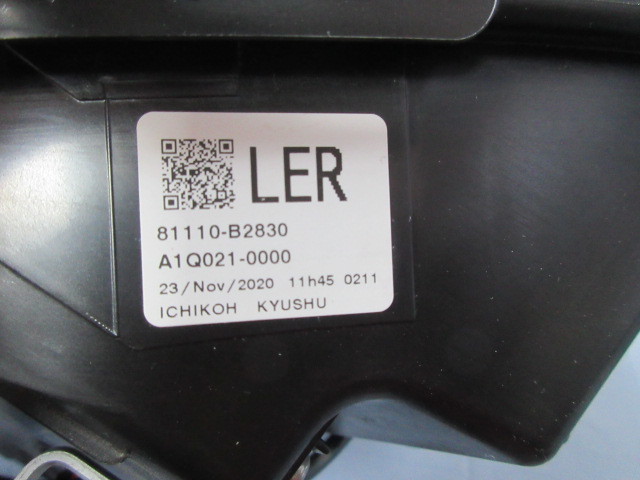 LER
81110-B2830
A1Q021-0000
23/Nov/2020 11h45 0211
ICHIKOH KYUSHU